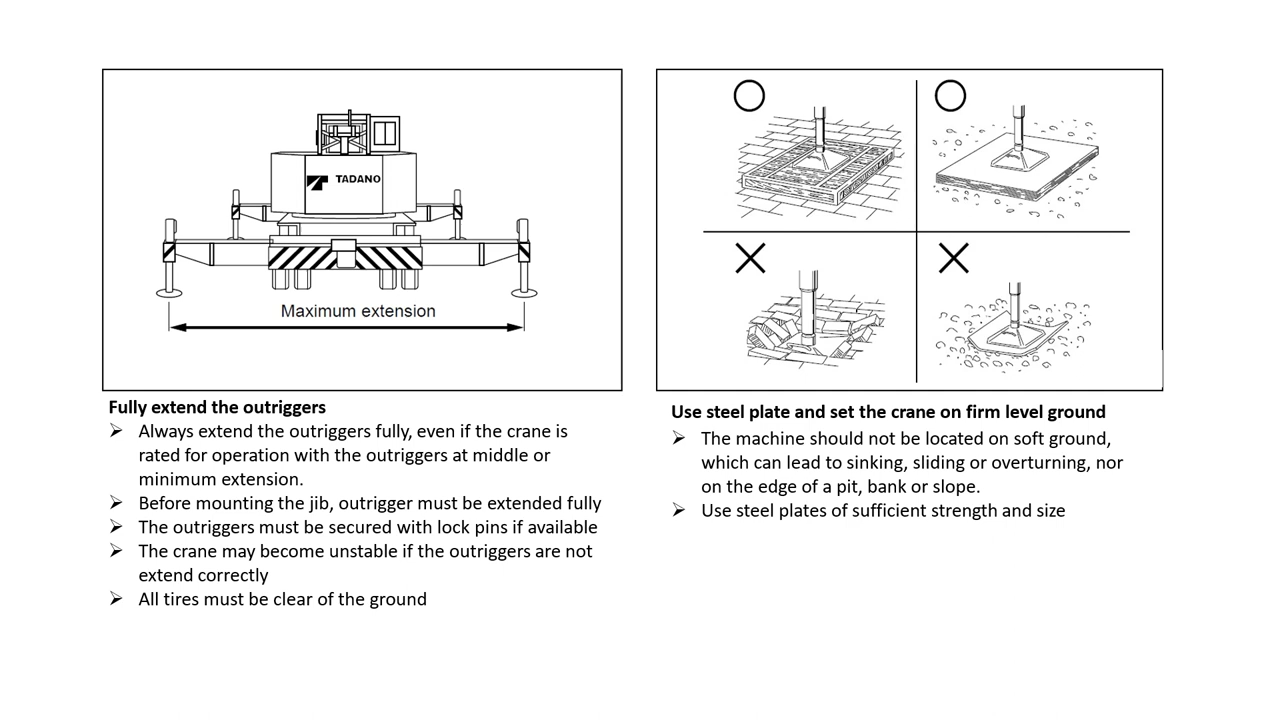 TADANO
Maximum extension
Fully extend the outriggers
➢ Always extend the outriggers fully, even if the crane is
rated for operation with the outriggers at middle or
minimum extension.
➢ Before mounting the jib, outrigger must be extended fully
➢ The outriggers must be secured with lock pins if available
➢ The crane may become unstable if the outriggers are not
extend correctly
➢ All tires must be clear of the ground
Use steel plate and set the crane on firm level ground
➢ The machine should not be located on soft ground,
which can lead to sinking, sliding or overturning, nor
on the edge of a pit, bank or slope.
➢ Use steel plates of sufficient strength and size